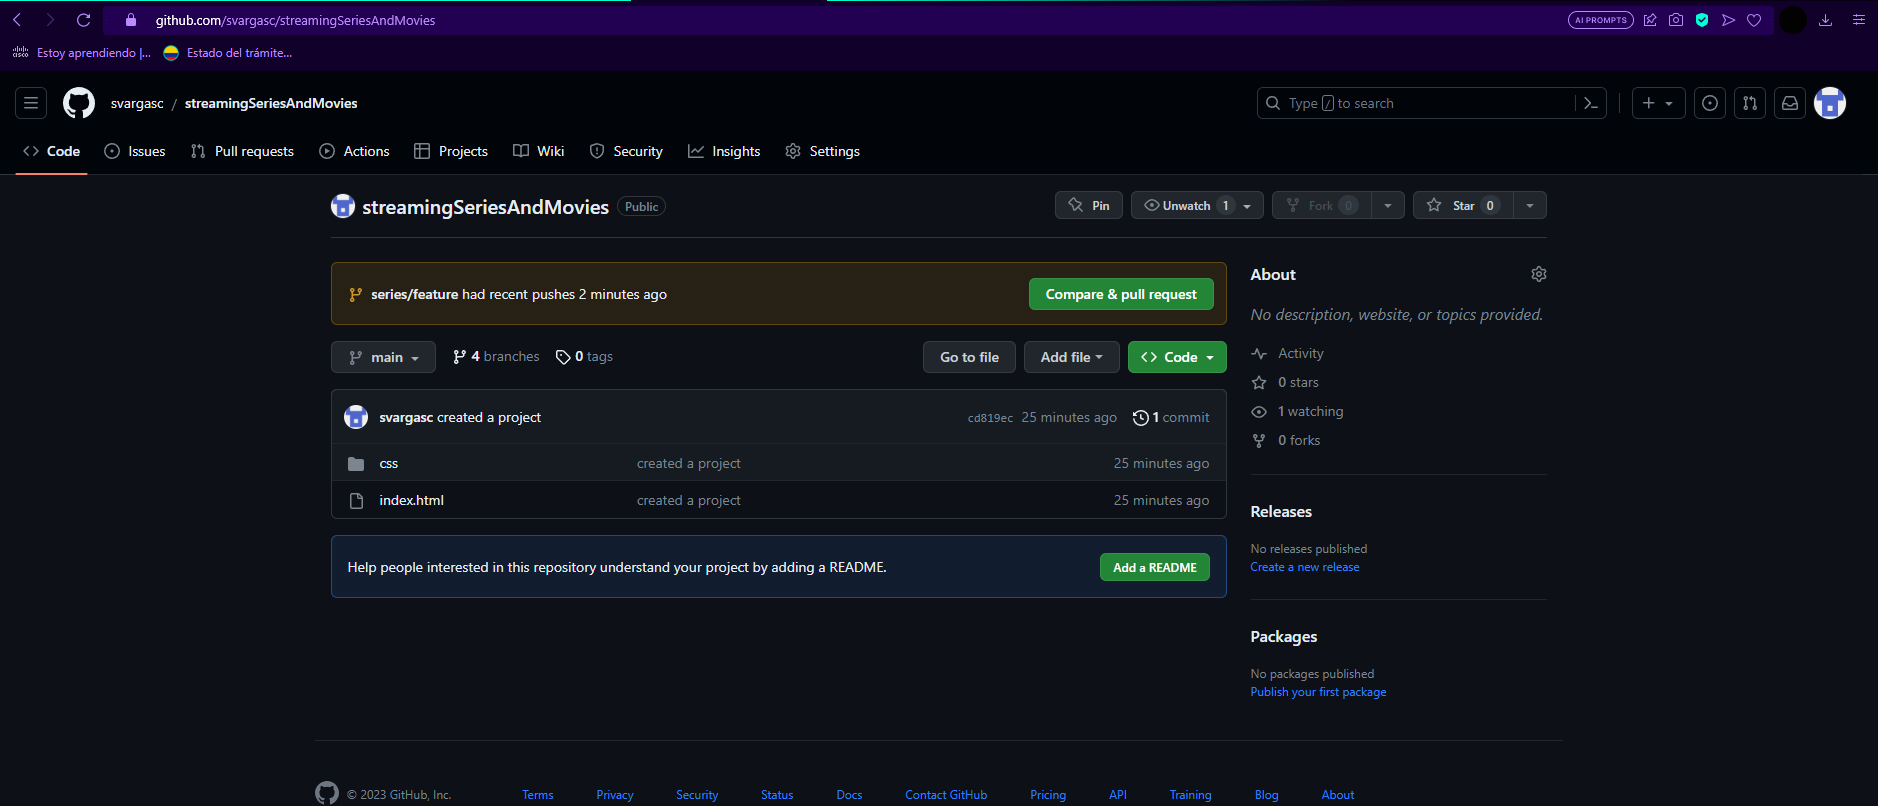 github.com/svargasc/streamingSeriesAndMovies
AI PROMPTS
Estoy aprendiendo |...
Estado del trámite...
svargasc / streamingSeriesAndMovies
Type / to search
Code
Issues
Pull requests
Actions
Projects
Wiki
Security
Insights
Settings
streamingSeriesAndMovies
Public
Pin
Unwatch 1
Fork 0
Star 0
series/feature had recent pushes 2 minutes ago
Compare & pull request
main
4 branches
0 tags
Go to file
Add file
Code
svargasc created a project
cd819ec 25 minutes ago
1 commit
css
created a project
25 minutes ago
index.html
created a project
25 minutes ago
Help people interested in this repository understand your project by adding a README.
Add a README
About
No description, website, or topics provided.
Activity
0 stars
1 watching
0 forks
Releases
No releases published
Create a new release
Packages
No packages published
Publish your first package
© 2023 GitHub, Inc.
Terms
Privacy
Security
Status
Docs
Contact GitHub
Pricing
API
Training
Blog
About